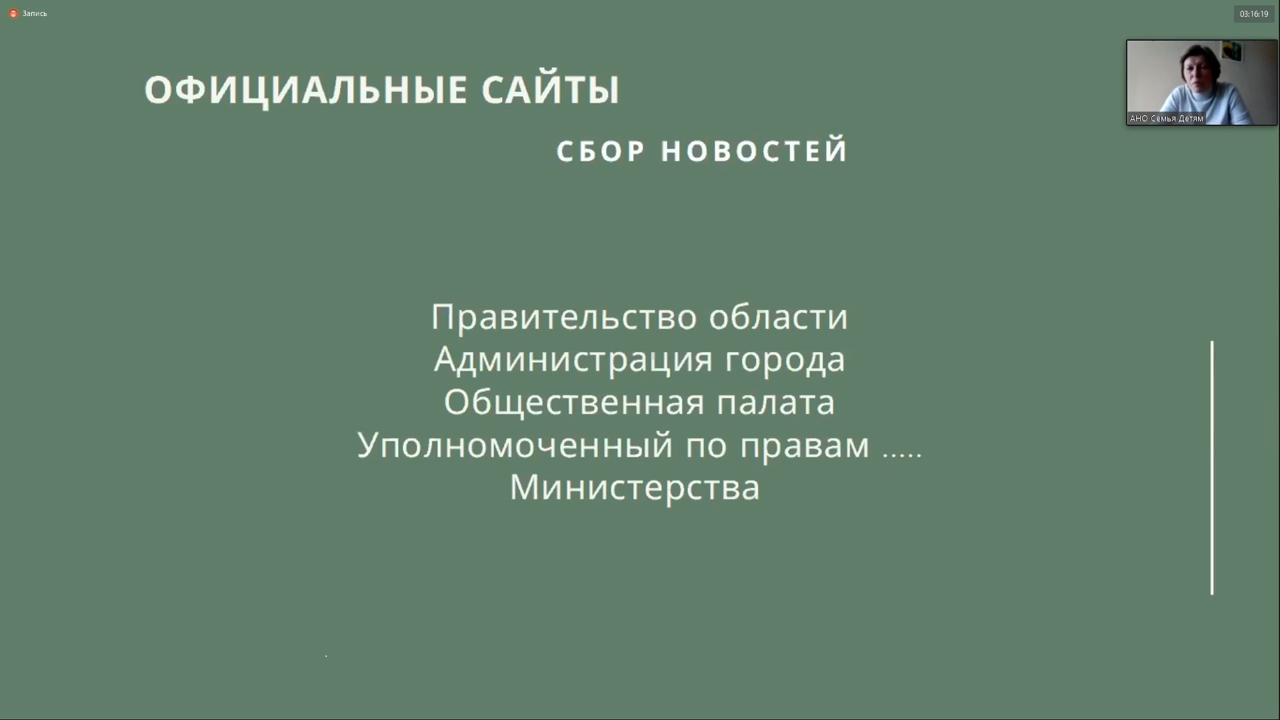 Запись
03:16:19
ОФИЦИАЛЬНЫЕ САЙТЫ
АНО Семья Детям
СБОР НОВОСТЕЙ
Правительство области
Администрация города
Общественная палата
Уполномоченный по правам .....
Министерства